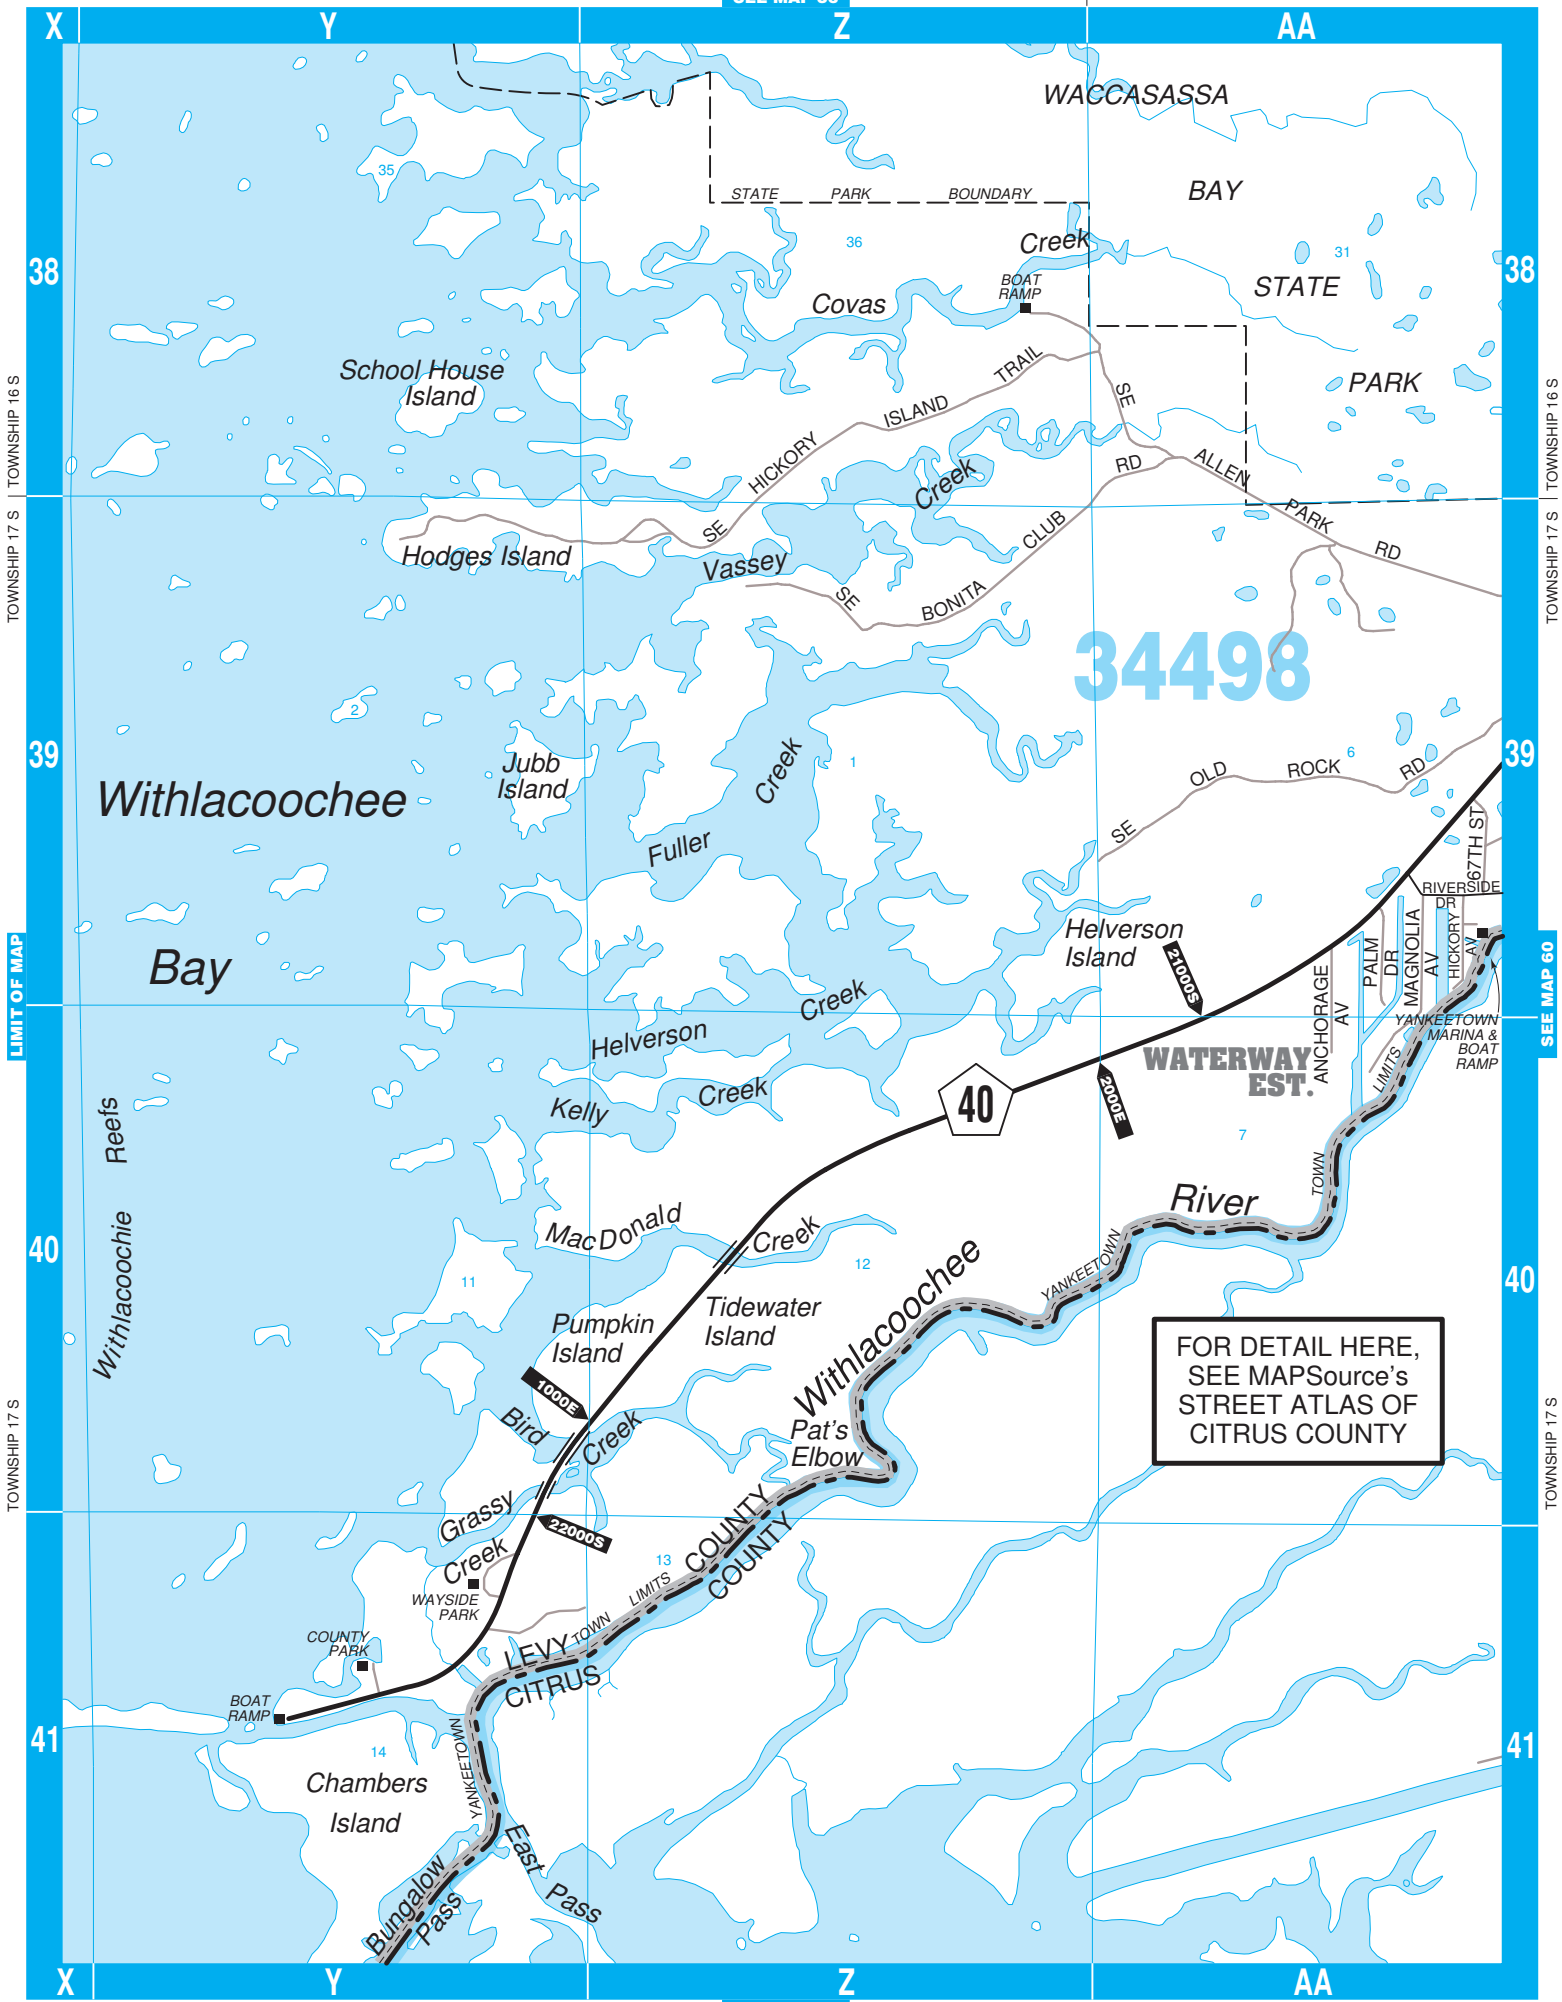 X
Y
Z
AA
WACCASASSA
35
BAY
STATE PARK BOUNDARY
36
Creek
31
38
38
BOAT
RAMP
STATE
Covas
School House
Island
TRAIL
PARK
SE
ISLAND
TOWNSHIP 16 S
TOWNSHIP 16 S
HICKORY
RD
ALLEN
Creek
TOWNSHIP 17 S
TOWNSHIP 17 S
SE
CLUB
PARK
RD
Hodges Island
Vassey
SE
BONITA
34498
2
1
6
39
39
Jubb
Island
Creek
OLD
ROCK
RD
SE
Withlacoochee
Fuller
67TH ST
RIVERSIDE
DR
Helverson
Island
PALM
DR
MAGNOLIA
AV
HICKORY
AV
Bay
21000S
ANCHORAGE
AV
LIMIT OF MAP
SEE MAP 60
Creek
Helverson
YANKEETOWN
MARINA &
BOAT
RAMP
WATERWAY
EST.
LIMITS
Creek
Kelly
40
2000E
7
Reefs
TOWN
River
MacDonald
Creek
Withlacoochie
40
40
12
11
YANKEETOWN
Withlacoochee
Pumpkin
Island
Tidewater
Island
FOR DETAIL HERE,
SEE MAPSource's
STREET ATLAS OF
CITRUS COUNTY
1000E
Bird
Creek
Pat's
Elbow
TOWNSHIP 17 S
TOWNSHIP 17 S
Grassy
Creek
22000S
COUNTY
COUNTY
13
LIMITS
WAYSIDE
PARK
TOWN
COUNTY
PARK
LEVY
CITRUS
BOAT
RAMP
41
41
14
YANKEETOWN
Chambers
Island
East
Pass
Bungalow
Pass
X
Y
Z
AA